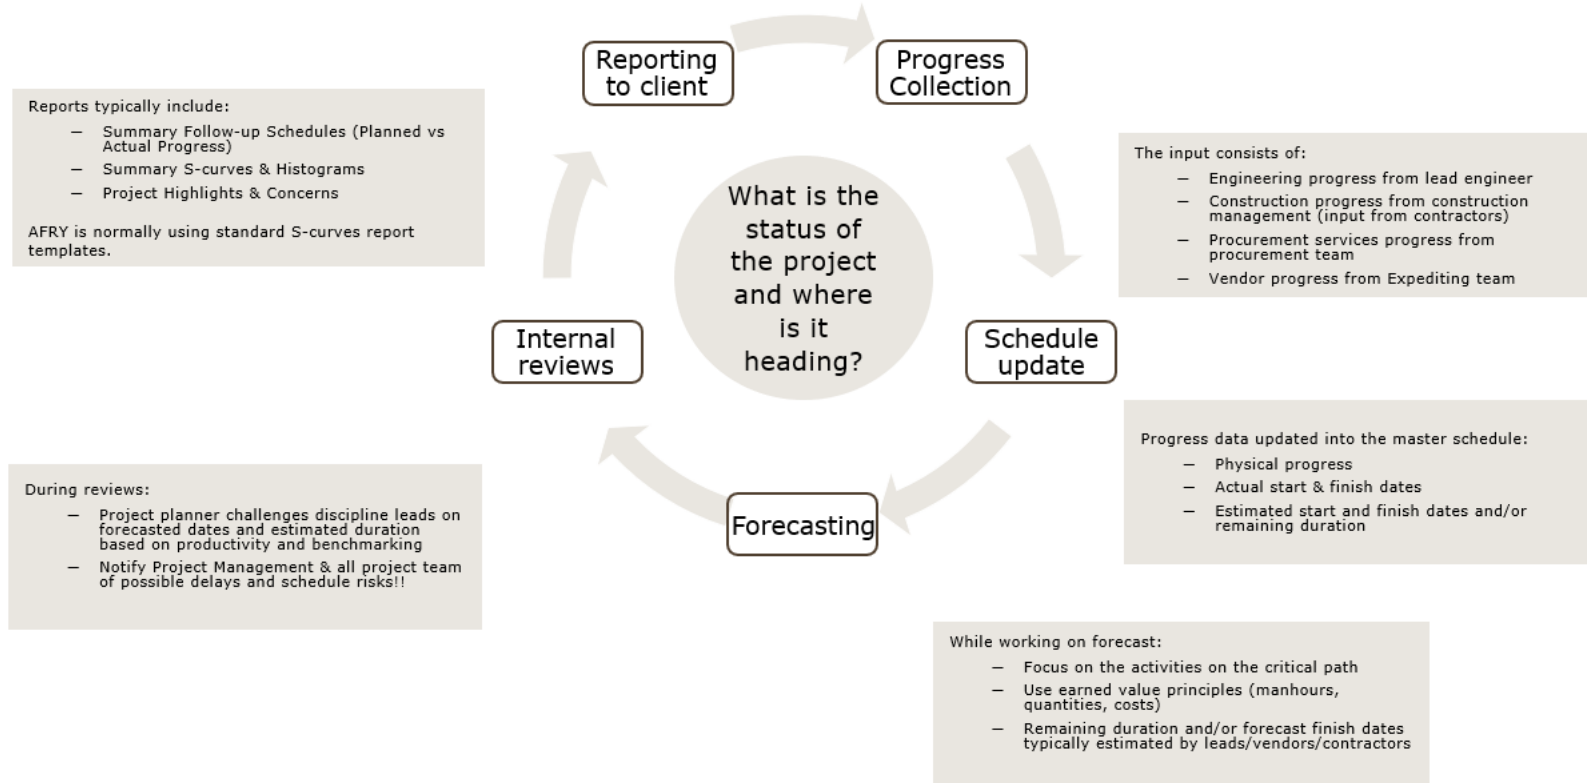 Reporting
to client
Progress
Collection
Reports typically include:
— Summary Follow-up Schedules (Planned vs
Actual Progress)
— Summary S-curves & Histograms
— Project Highlights & Concerns
AFRY is normally using standard S-curves report
templates.
The input consists of:
— Engineering progress from lead engineer
— Construction progress from construction
management (input from contractors)
— Procurement services progress from
procurement team
— Vendor progress from Expediting team
What is the
status of
the project
and where
is it
heading?
Internal
reviews
Schedule
update
Progress data updated into the master schedule:
— Physical progress
— Actual start & finish dates
— Estimated start and finish dates and/or
remaining duration
During reviews:
— Project planner challenges discipline leads on
forecasted dates and estimated duration
based on productivity and benchmarking
— Notify Project Management & all project team
of possible delays and schedule risks!!
Forecasting
While working on forecast:
— Focus on the activities on the critical path
— Use earned value principles (manhours,
quantities, costs)
— Remaining duration and/or forecast finish dates
typically estimated by leads/vendors/contractors